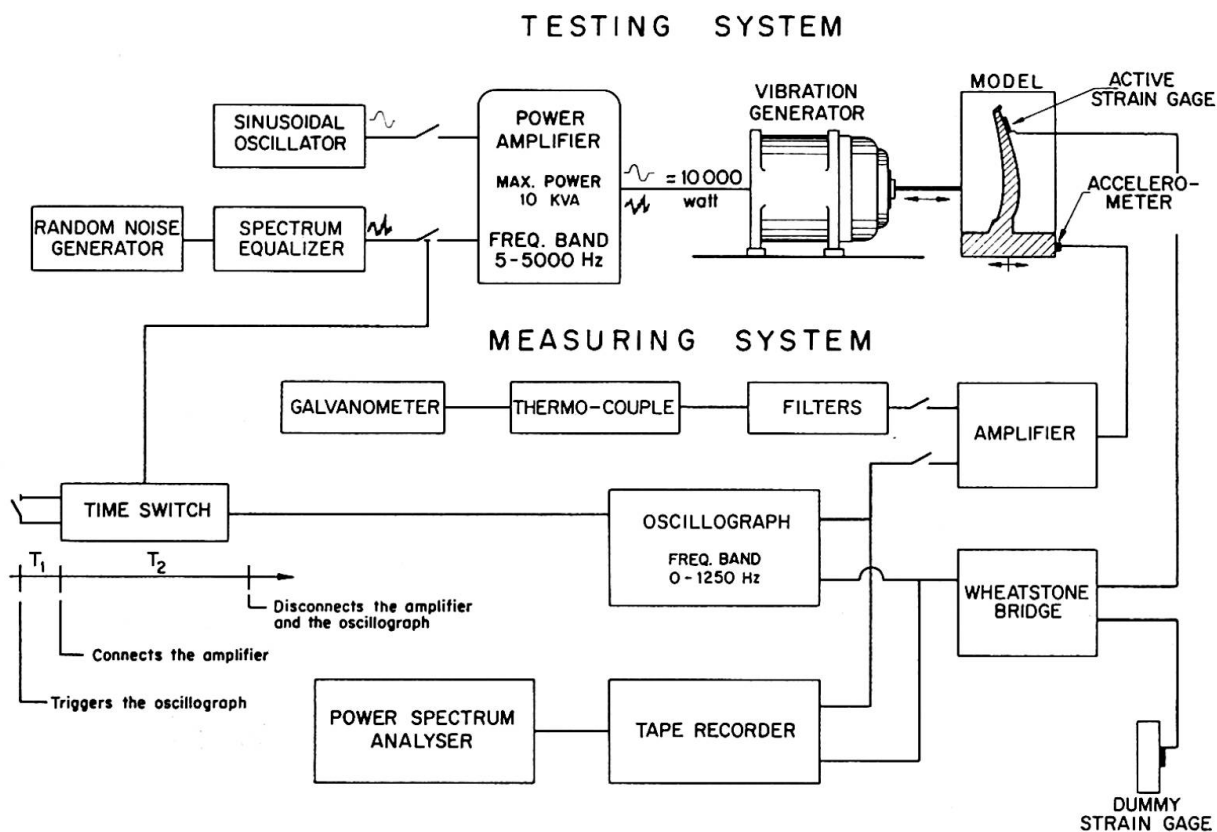 TESTING SYSTEM
SINUSOIDAL
OSCILLATOR
RANDOM NOISE
GENERATOR
SPECTRUM
EQUALIZER
POWER
AMPLIFIER
MAX. POWER
10 KVA
FREQ. BAND
5-5000 Hz
= 10 000
watt
VIBRATION
GENERATOR
MODEL
ACTIVE
STRAIN GAGE
ACCELERO-
METER
MEASURING SYSTEM
GALVANOMETER
THERMO-COUPLE
FILTERS
AMPLIFIER
TIME SWITCH
OSCILLOGRAPH
FREQ. BAND
0-1250 Hz
WHEATSTONE
BRIDGE
T₁
T₂
Disconnects the amplifier
and the oscillograph
Connects the amplifier
Triggers the oscillograph
POWER SPECTRUM
ANALYSER
TAPE RECORDER
DUMMY
STRAIN GAGE